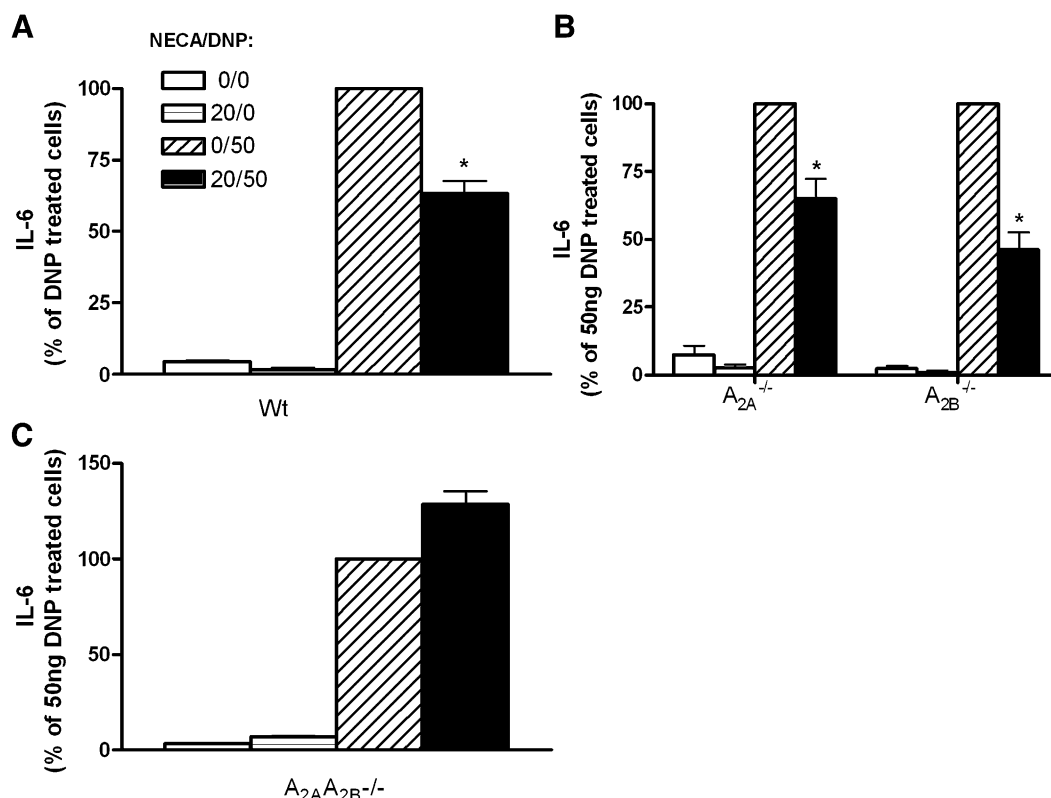 A
NECA/DNP:
0/0
20/0
0/50
20/50
100
75
50
25
0
IL-6
(% of DNP treated cells)
*
Wt
B
100
75
50
25
0
IL-6
(% of 50ng DNP treated cells)
*
*
A2A-/-
A2B-/-
C
150
100
50
0
IL-6
(% of 50ng DNP treated cells)
A2AA2B-/-